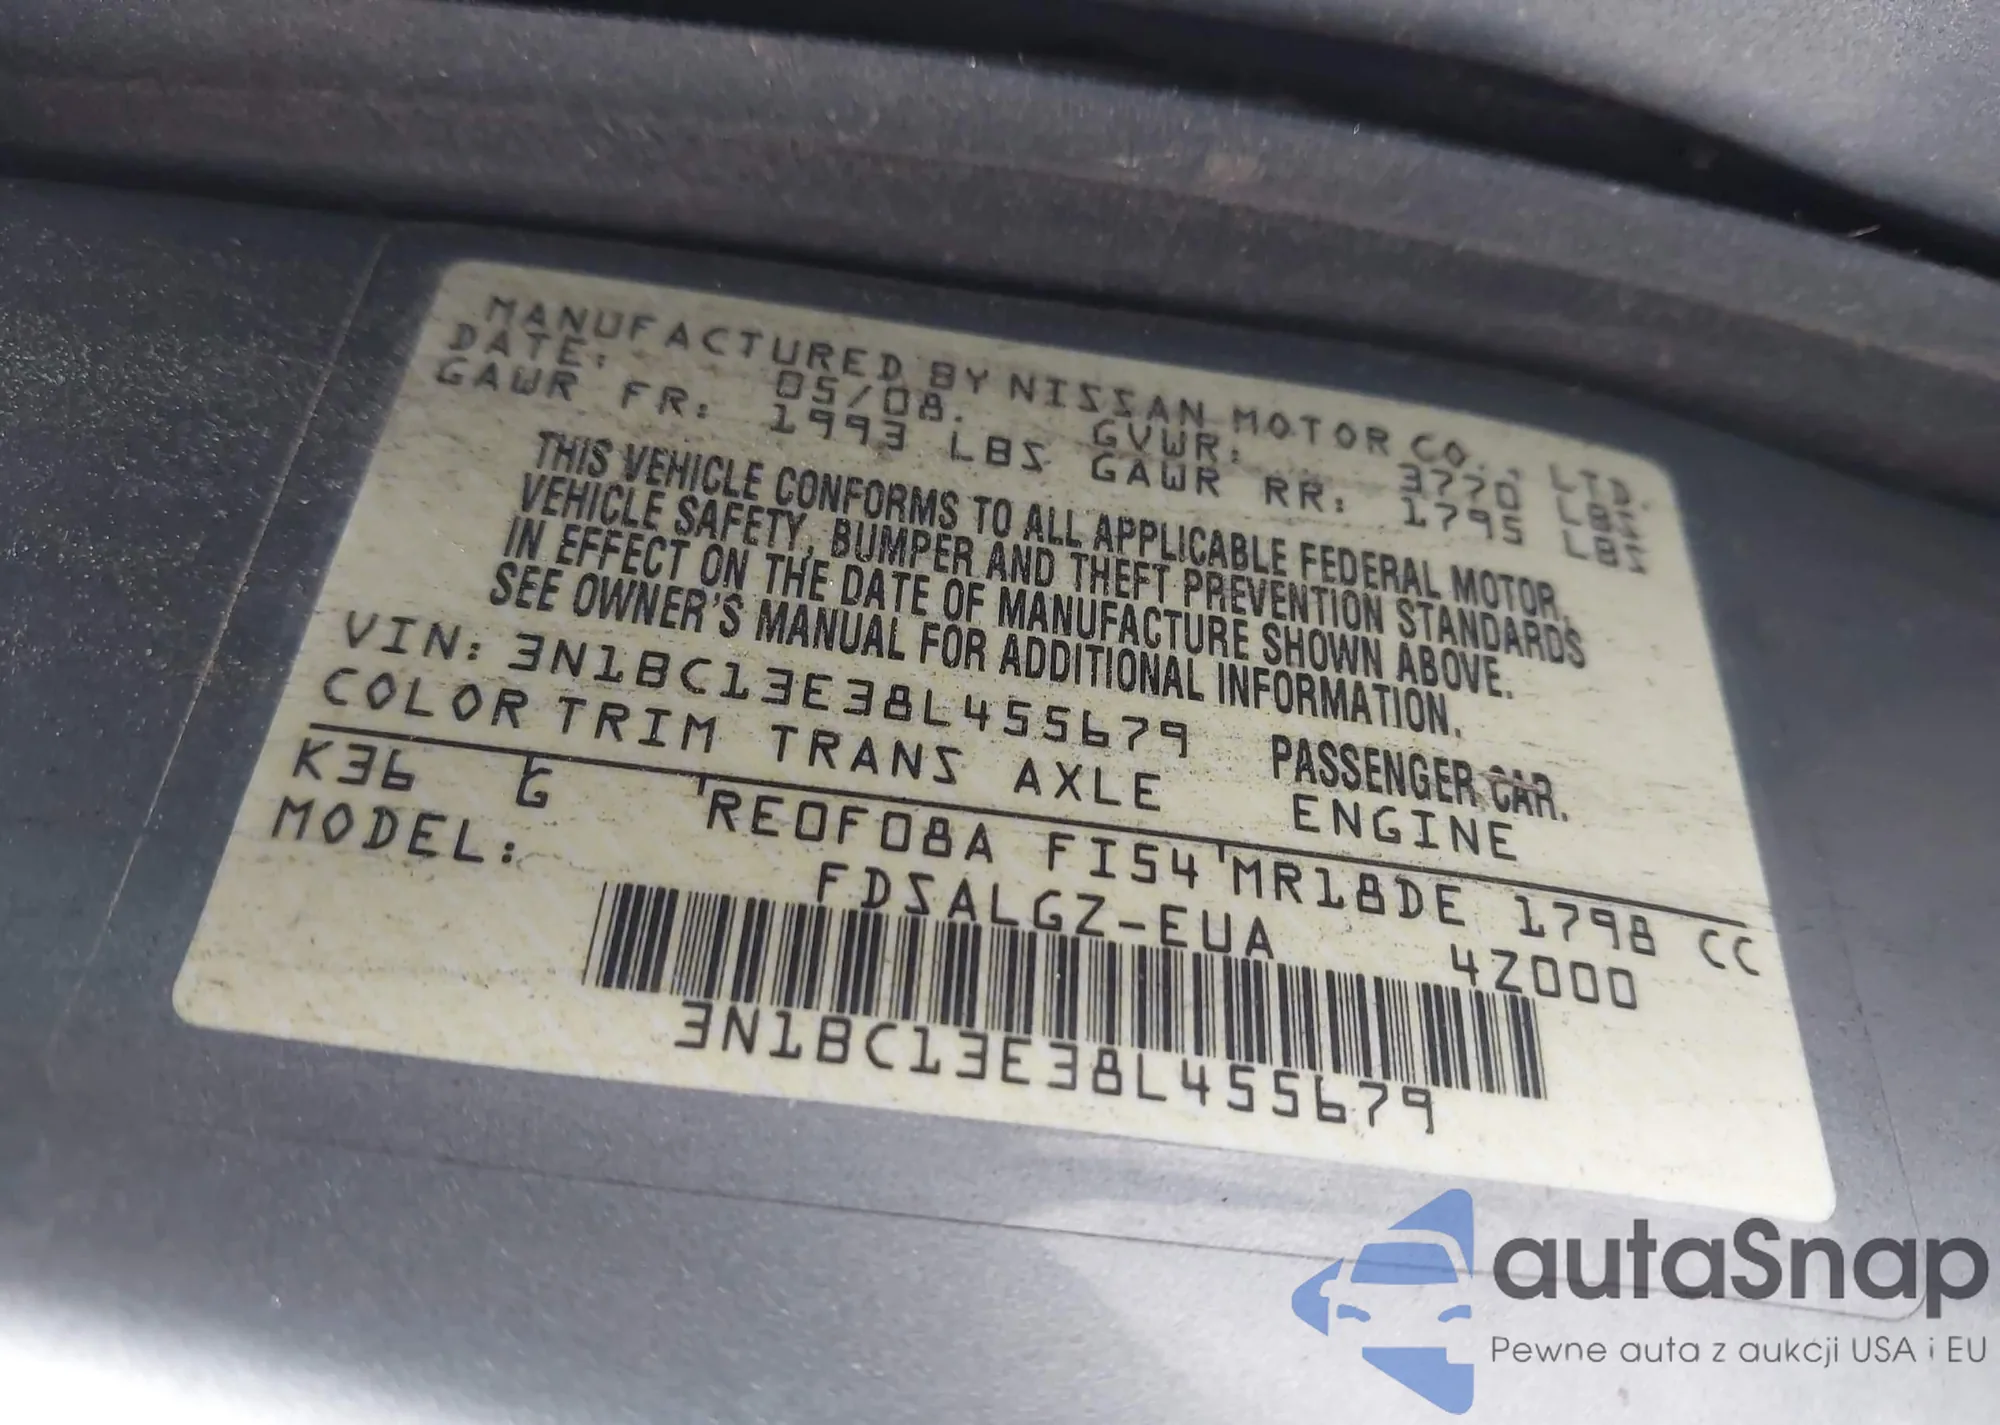 MANUFACTURED BY NISSAN MOTOR CO., LTD.
DATE: 05/08. GVWR: 3770 LBS
GAWR FR: 1993 LBS GAWR RR: 1795 LBS
THIS VEHICLE CONFORMS TO ALL APPLICABLE FEDERAL MOTOR
VEHICLE SAFETY, BUMPER AND THEFT PREVENTION STANDARDS
IN EFFECT ON THE DATE OF MANUFACTURE SHOWN ABOVE.
SEE OWNER'S MANUAL FOR ADDITIONAL INFORMATION.
VIN: 3N1BC13E38L455679 PASSENGER CAR.
COLOR TRIM TRANS AXLE ENGINE
K36 G RE0F08A FI54 MR18DE 1798 CC
MODEL: FDSALGZ-EUA 4Z000
3N1BC13E38L455679
autaSnap
Pewne auta z aukcji USA i EU